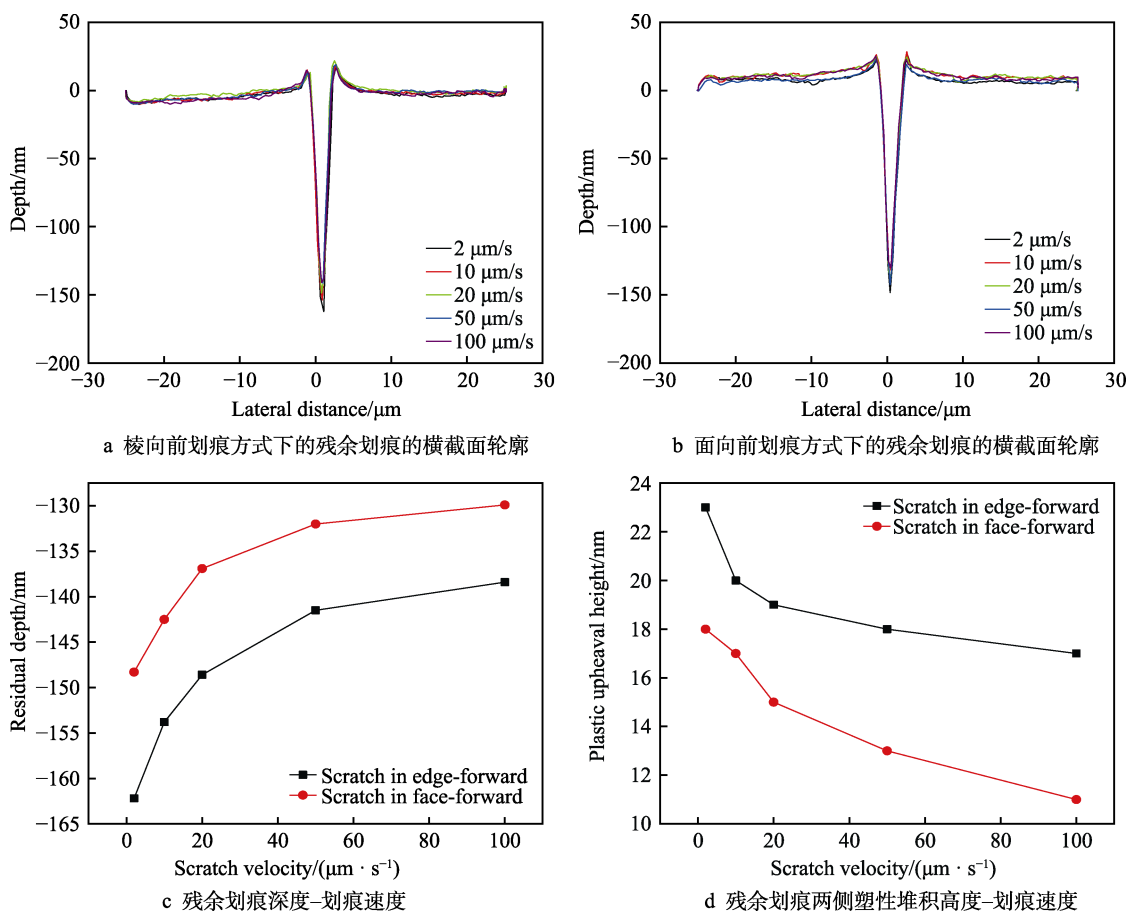 50
0
−50
−100
−150
−200
Depth/nm
2 μm/s
10 μm/s
20 μm/s
50 μm/s
100 μm/s
−30 −20 −10 0 10 20 30
Lateral distance/μm
a 棱向前划痕方式下的残余划痕的横截面轮廓
50
0
−50
−100
−150
−200
Depth/nm
2 μm/s
10 μm/s
20 μm/s
50 μm/s
100 μm/s
−30 −20 −10 0 10 20 30
Lateral distance/μm
b 面向前划痕方式下的残余划痕的横截面轮廓
−130
−135
−140
−145
−150
−155
−160
−165
Residual depth/nm
Scratch in edge-forward
Scratch in face-forward
0 20 40 60 80 100
Scratch velocity/(μm · s⁻¹)
c 残余划痕深度–划痕速度
24
22
20
18
16
14
12
10
Plastic upheaval height/nm
Scratch in edge-forward
Scratch in face-forward
0 20 40 60 80 100
Scratch velocity/(μm · s⁻¹)
d 残余划痕两侧塑性堆积高度–划痕速度